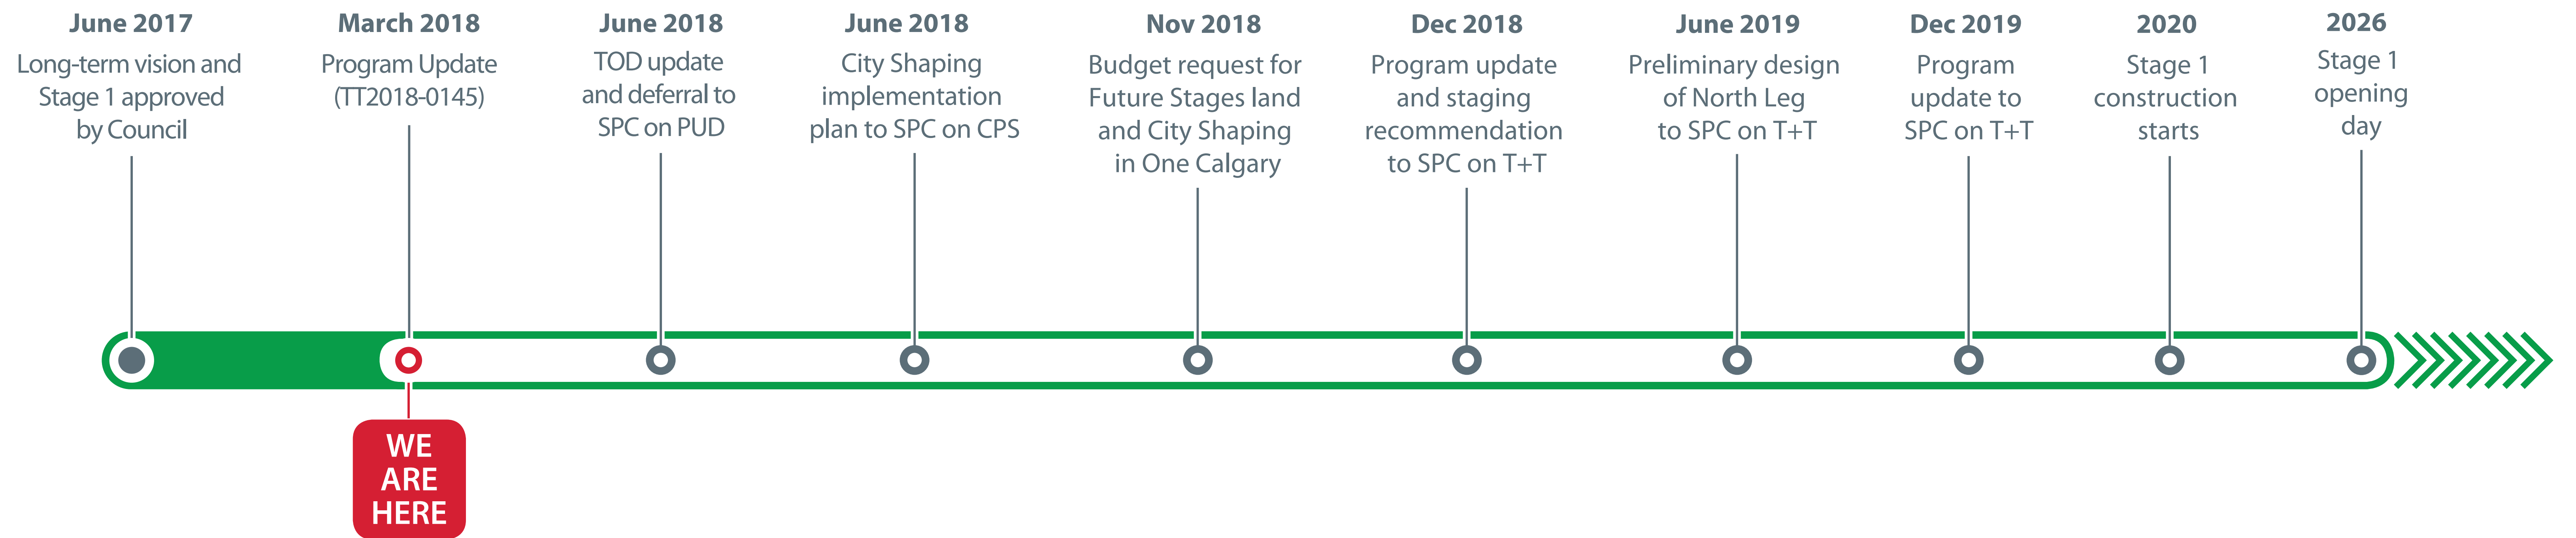 June 2017
Long-term vision and
Stage 1 approved
by Council
March 2018
Program Update
(TT2018-0145)
June 2018
TOD update
and deferral to
SPC on PUD
June 2018
City Shaping
implementation
plan to SPC on CPS
Nov 2018
Budget request for
Future Stages land
and City Shaping
in One Calgary
Dec 2018
Program update
and staging
recommendation
to SPC on T+T
June 2019
Preliminary design
of North Leg
to SPC on T+T
Dec 2019
Program
update to
SPC on T+T
2020
Stage 1
construction
starts
2026
Stage 1
opening
day
WE
ARE
HERE